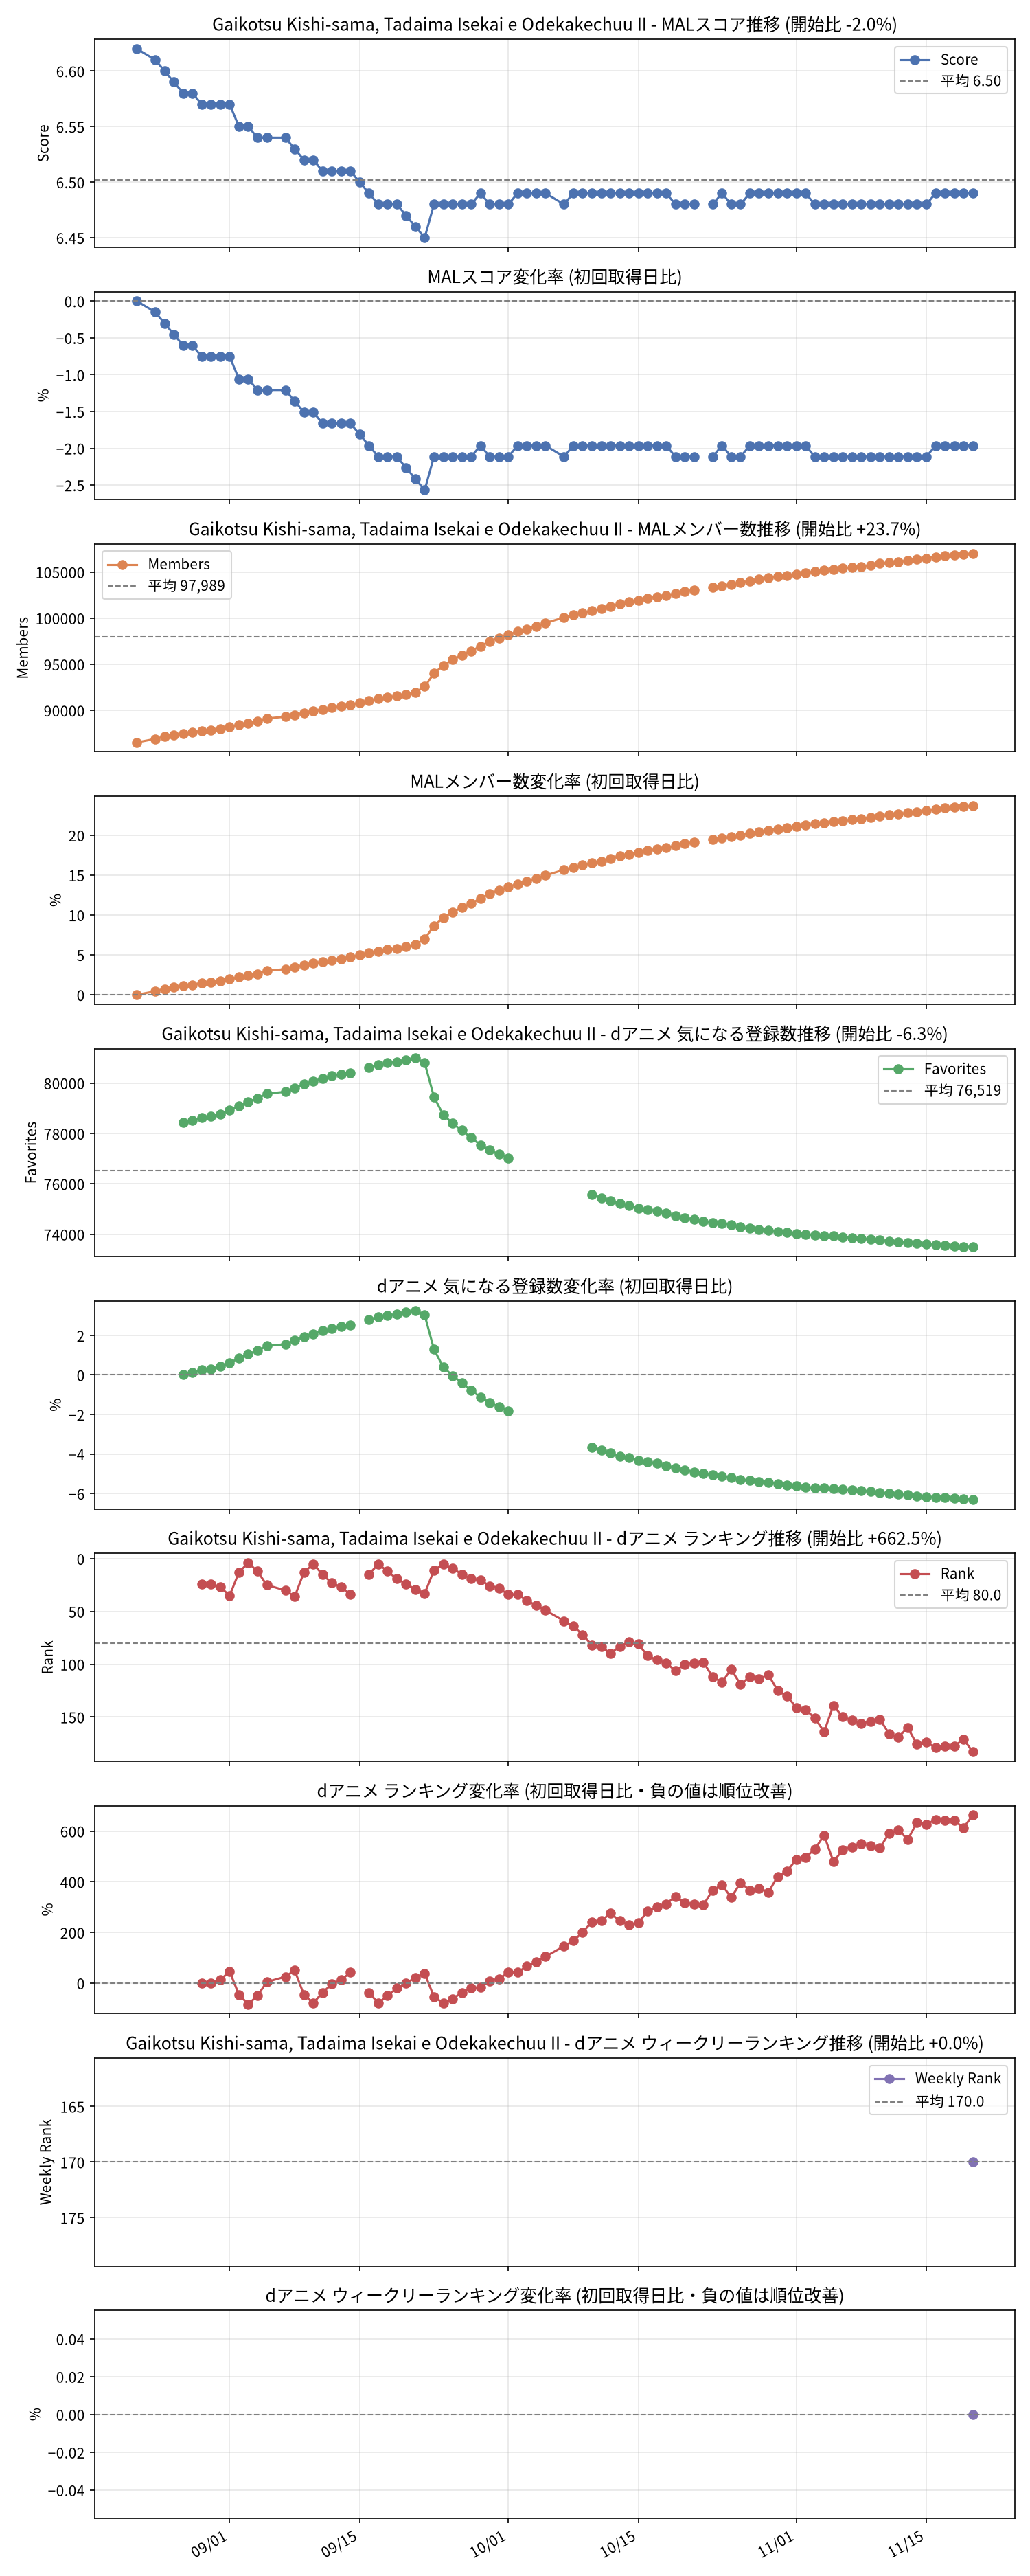 Gaikotsu Kishi-sama, Tadaima Isekai e Odekakechuu II - MALスコア推移 (開始比 -2.0%)
Score
平均 6.50
6.60
6.55
6.50
6.45
Score
MALスコア変化率 (初回取得日比)
0.0
−0.5
−1.0
−1.5
−2.0
−2.5
%
Gaikotsu Kishi-sama, Tadaima Isekai e Odekakechuu II - MALメンバー数推移 (開始比 +23.7%)
Members
平均 97,989
105000
100000
95000
90000
Members
MALメンバー数変化率 (初回取得日比)
20
15
10
5
0
%
Gaikotsu Kishi-sama, Tadaima Isekai e Odekakechuu II - dアニメ 気になる登録数推移 (開始比 -6.3%)
Favorites
平均 76,519
80000
78000
76000
74000
Favorites
dアニメ 気になる登録数変化率 (初回取得日比)
2
0
−2
−4
−6
%
Gaikotsu Kishi-sama, Tadaima Isekai e Odekakechuu II - dアニメ ランキング推移 (開始比 +662.5%)
Rank
平均 80.0
0
50
100
150
Rank
dアニメ ランキング変化率 (初回取得日比・負の値は順位改善)
600
400
200
0
%
Gaikotsu Kishi-sama, Tadaima Isekai e Odekakechuu II - dアニメ ウィークリーランキング推移 (開始比 +0.0%)
Weekly Rank
平均 170.0
165
170
175
Weekly Rank
dアニメ ウィークリーランキング変化率 (初回取得日比・負の値は順位改善)
0.04
0.02
0.00
−0.02
−0.04
%
09/01
09/15
10/01
10/15
11/01
11/15